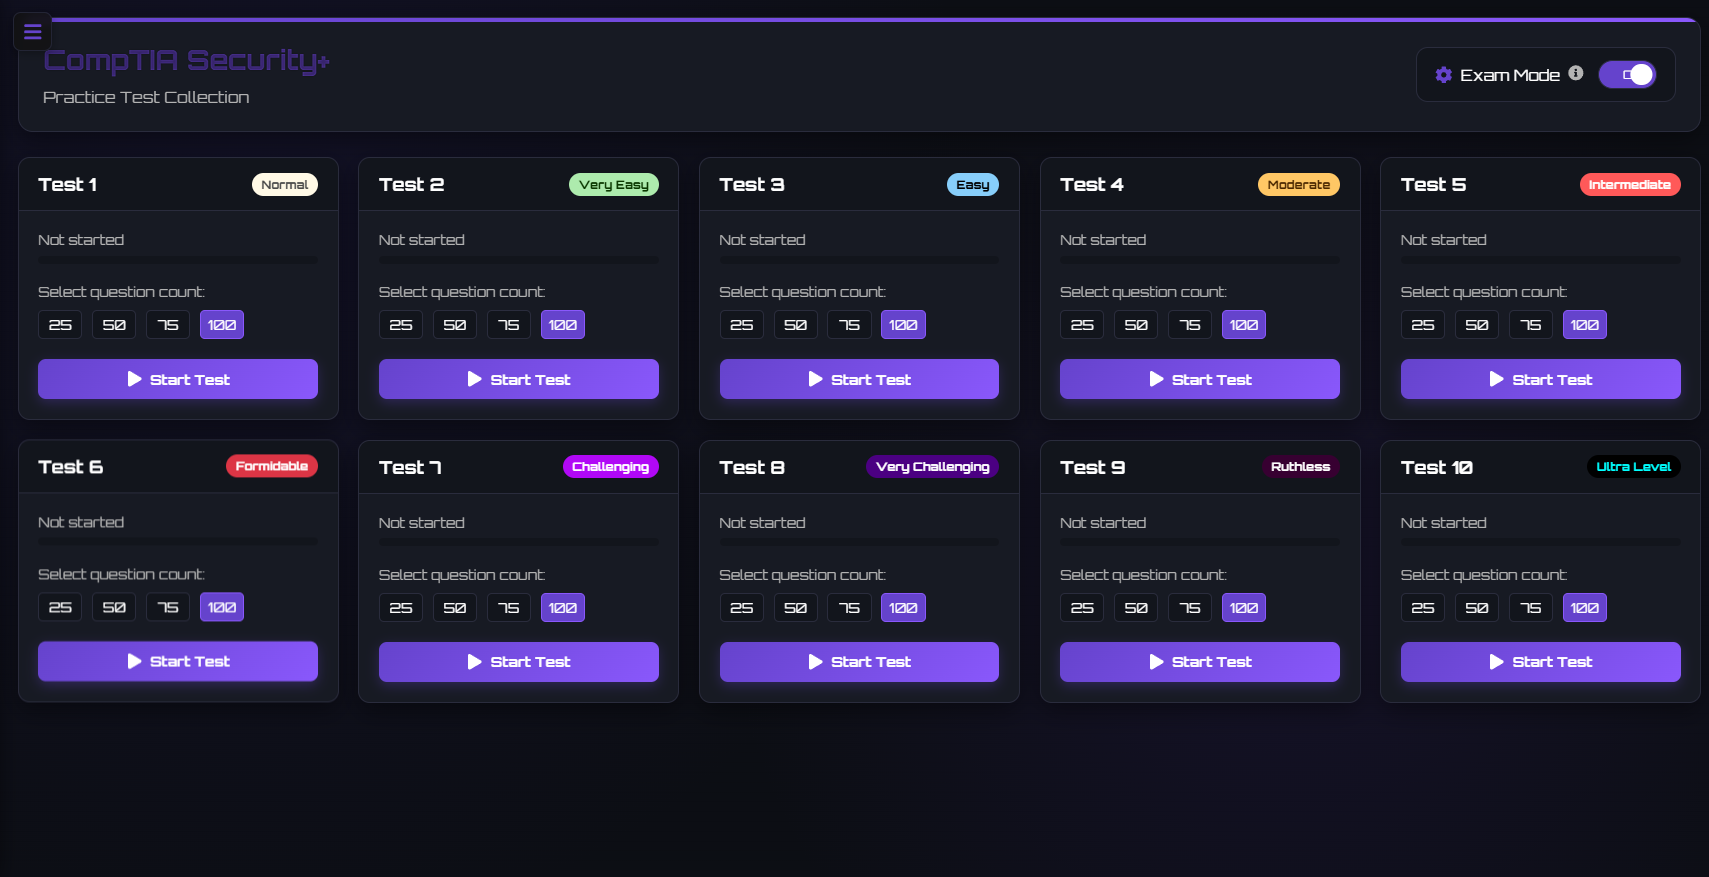 CompTIA Security+
Practice Test Collection
Exam Mode
Test 1 Normal
Not started
Select question count:
25 50 75 100
Start Test
Test 2 Very Easy
Not started
Select question count:
25 50 75 100
Start Test
Test 3 Easy
Not started
Select question count:
25 50 75 100
Start Test
Test 4 Moderate
Not started
Select question count:
25 50 75 100
Start Test
Test 5 Intermediate
Not started
Select question count:
25 50 75 100
Start Test
Test 6 Formidable
Not started
Select question count:
25 50 75 100
Start Test
Test 7 Challenging
Not started
Select question count:
25 50 75 100
Start Test
Test 8 Very Challenging
Not started
Select question count:
25 50 75 100
Start Test
Test 9 Ruthless
Not started
Select question count:
25 50 75 100
Start Test
Test 10 Ultra Level
Not started
Select question count:
25 50 75 100
Start Test